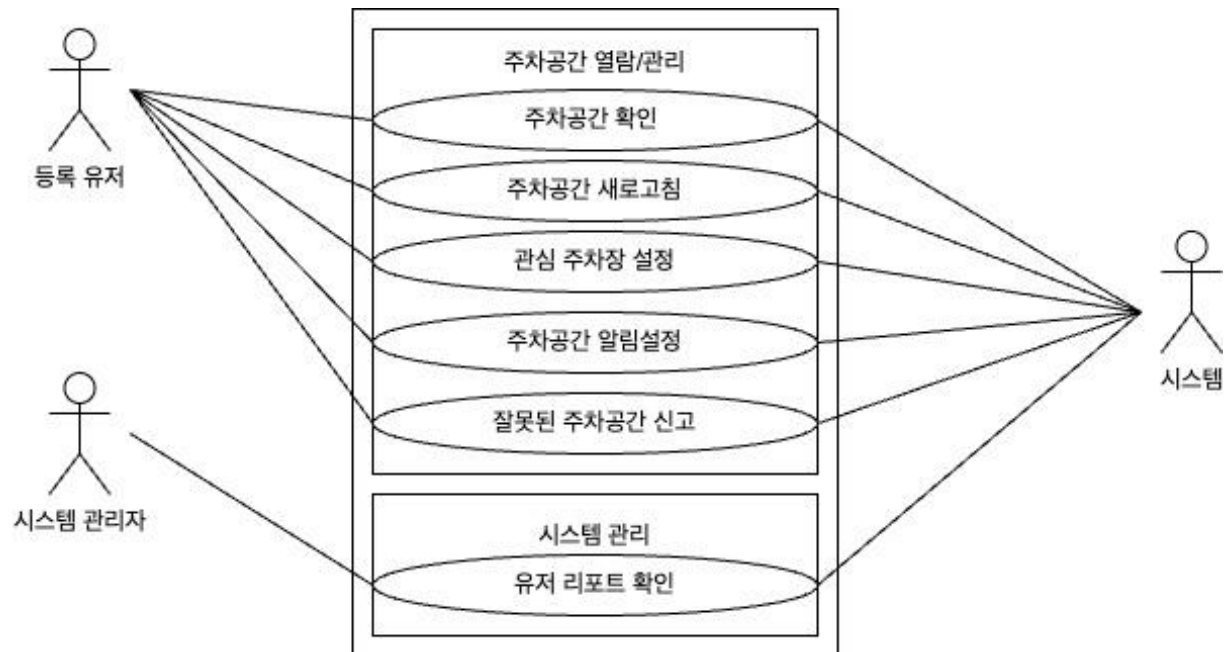 주차공간 열람/관리
주차공간 확인
등록 유저
주차공간 새로고침
관심 주차장 설정
주차공간 알림설정
시스템
잘못된 주차공간 신고
시스템 관리자
시스템 관리
유저 리포트 확인